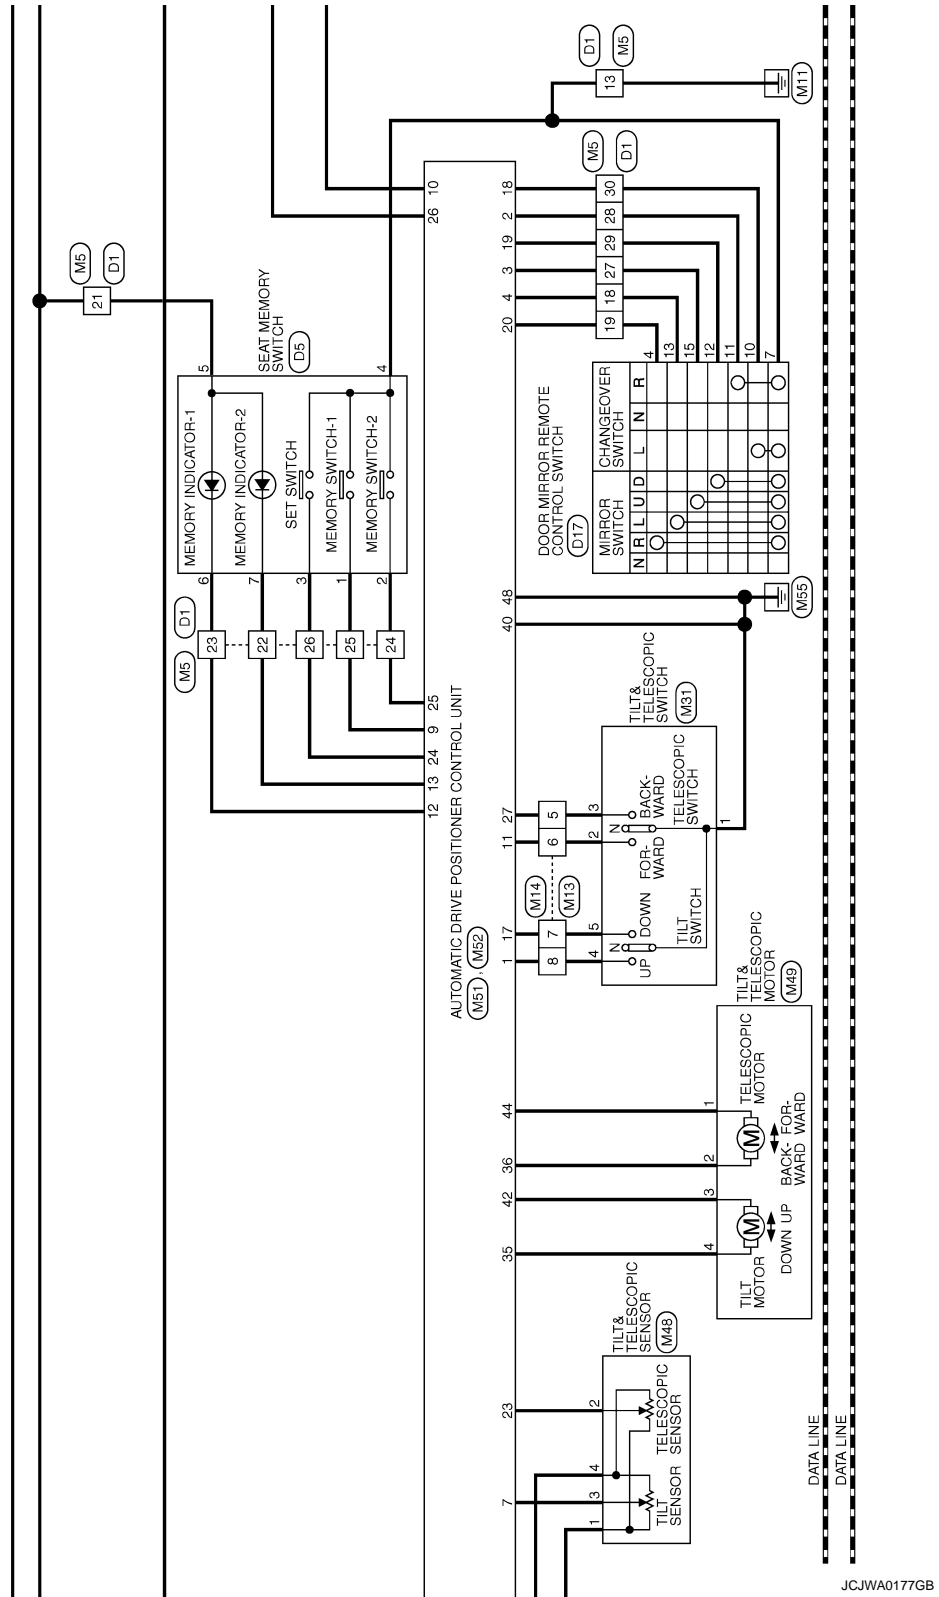 D1
M5
13
M11
M5
D1
10
26
18
2
19
3
4
20
30
28
29
27
18
19
M5
D1
21
SEAT MEMORY
SWITCH
D5
5
4
4
13
15
12
11
10
7
MEMORY INDICATOR-1
MEMORY INDICATOR-2
SET SWITCH
MEMORY SWITCH-1
MEMORY SWITCH-2
DOOR MIRROR REMOTE
CONTROL SWITCH
D17
CHANGEOVER
SWITCH
L N R
MIRROR
SWITCH
N R L U D
6
7
3
1
2
D1
M5
23
22
26
25
24
48
40
M55
25
9
24
13
12
AUTOMATIC DRIVE POSITIONER CONTROL UNIT
M51 , M52
TILT&
TELESCOPIC
SWITCH
M31
27
11
17
1
5
6
7
8
M14
M13
3
2
5
4
1
N
BACK-
WARD
FOR-
WARD
TELESCOPIC
SWITCH
N
DOWN
UP
TILT
SWITCH
TILT&
TELESCOPIC
MOTOR
M49
44
36
42
35
1
2
3
4
TELESCOPIC
MOTOR
M
BACK-
WARD
FOR-
WARD
M
DOWN UP
TILT
MOTOR
TILT&
TELESCOPIC
SENSOR
M48
23
7
2
4
3
1
TELESCOPIC
SENSOR
TILT
SENSOR
DATA LINE
DATA LINE
JCJWA0177GB